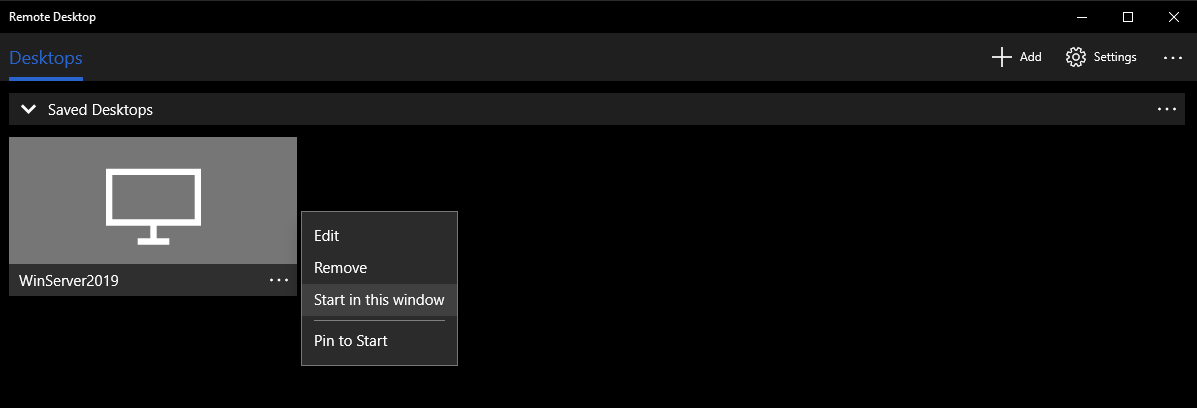 Remote Desktop
Desktops
Add
Settings
Saved Desktops
WinServer2019
Edit
Remove
Start in this window
Pin to Start